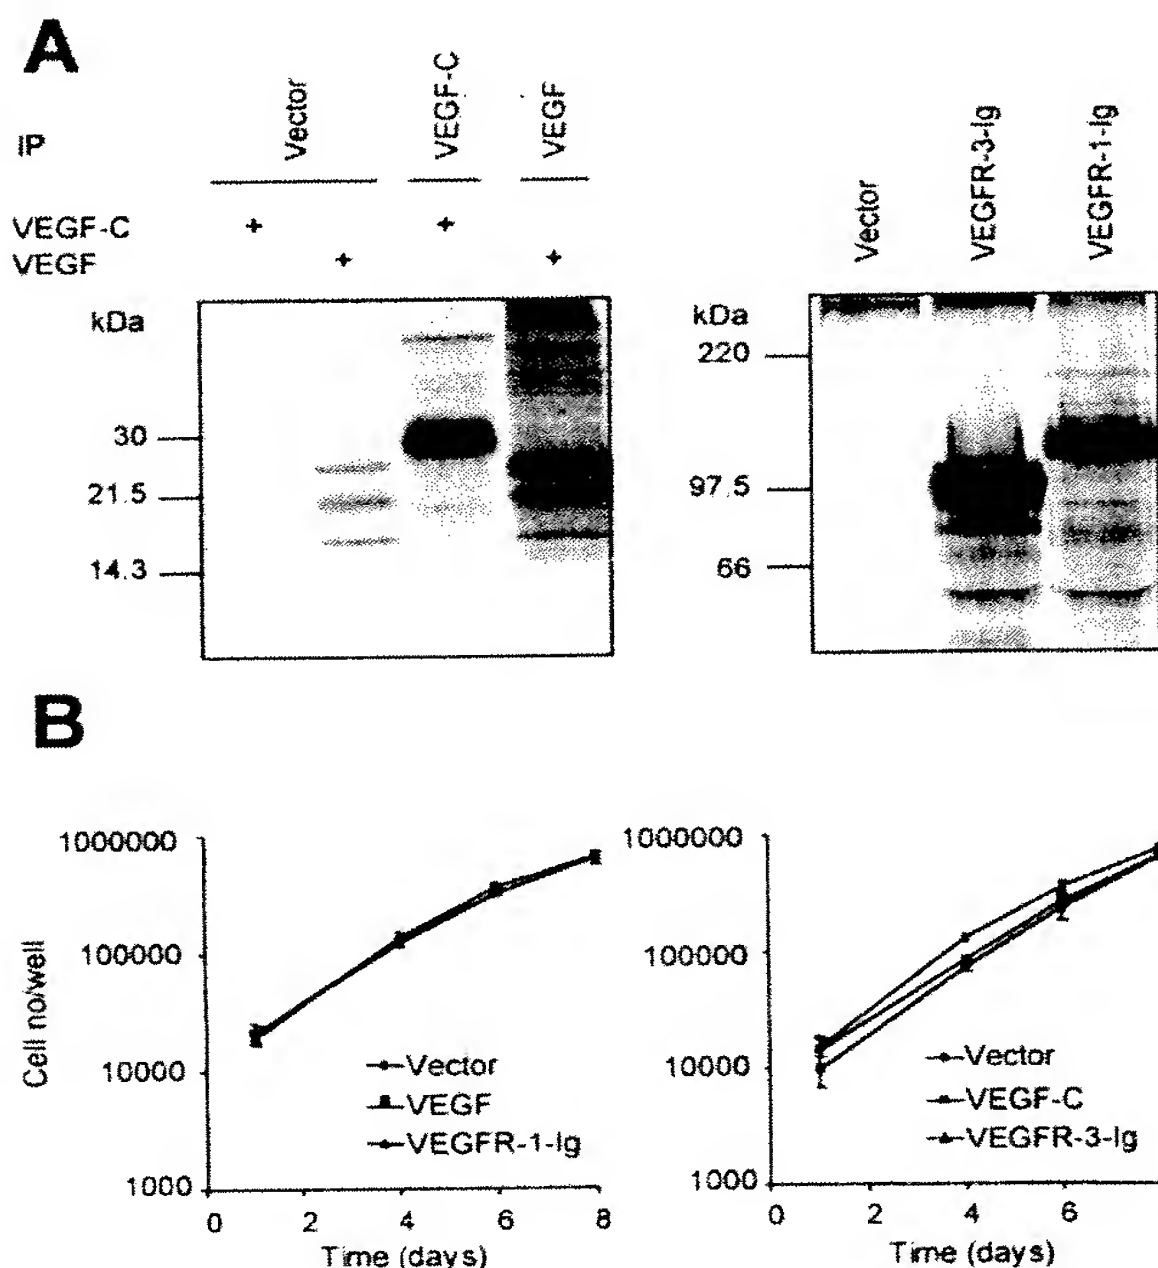 A
IP
Vector
VEGF-C
VEGF
VEGF-C + +
VEGF + +
kDa
30
21.5
14.3
Vector
VEGFR-3-Ig
VEGFR-1-Ig
kDa
220
97.5
66
B
Cell no/well
1000000
100000
10000
1000
Vector
VEGF
VEGFR-1-Ig
0 2 4 6 8
Time (days)
1000000
100000
10000
1000
Vector
VEGF-C
VEGFR-3-Ig
0 2 4 6
Time (days)